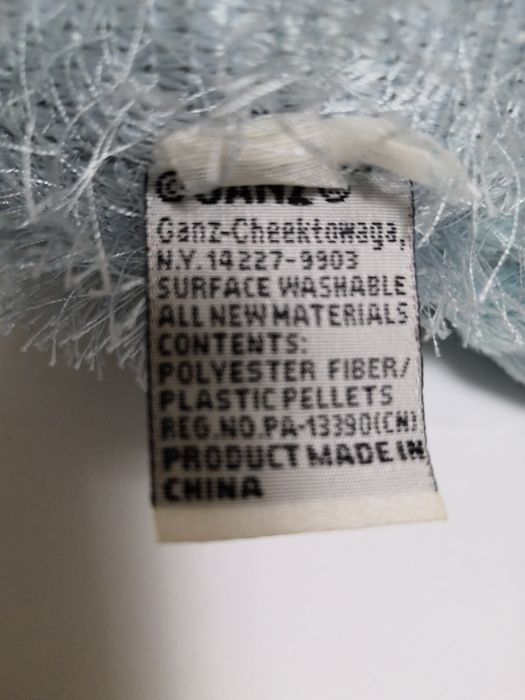 © GANZ®
Ganz-Cheektowaga,
N.Y. 14227-9903
SURFACE WASHABLE
ALL NEW MATERIALS
CONTENTS:
POLYESTER FIBER/
PLASTIC PELLETS
REG.NO.PA-13390(CN)
PRODUCT MADE IN
CHINA